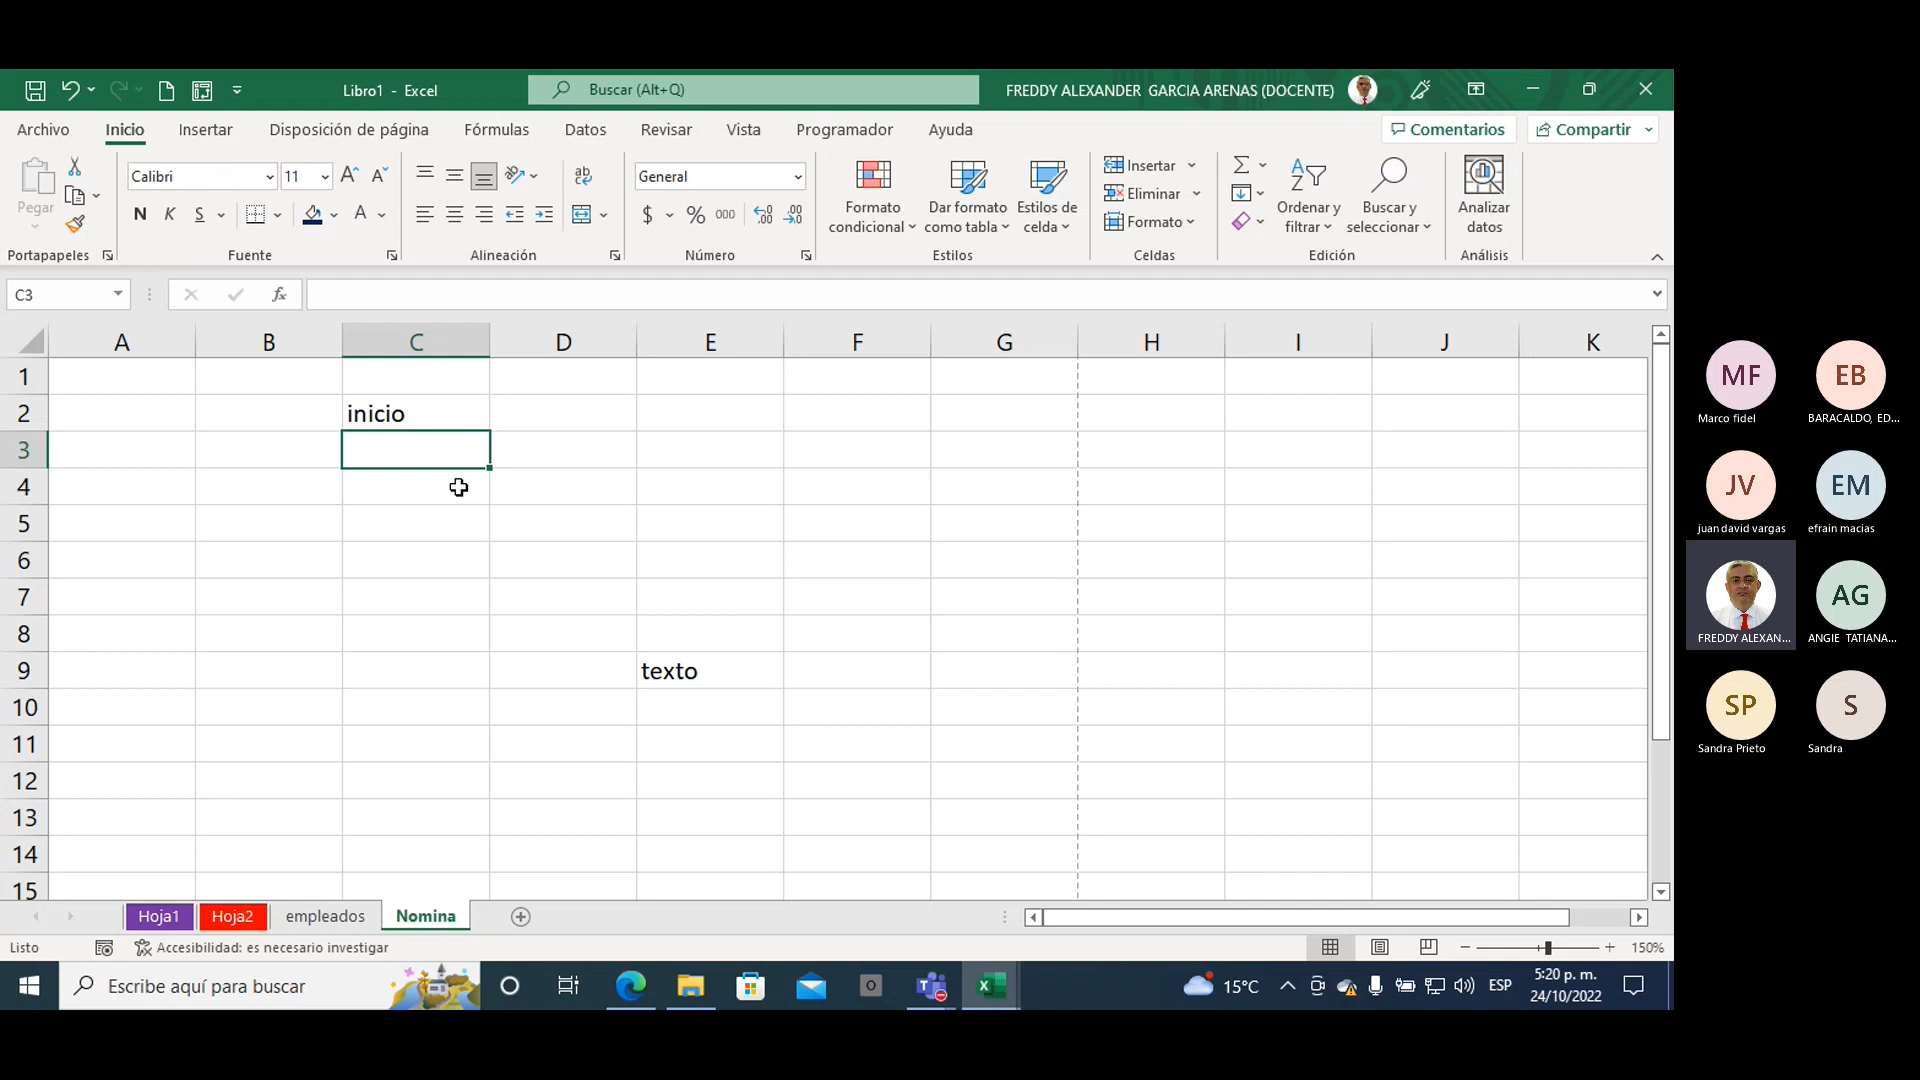 Libro1 - Excel
Buscar (Alt+Q)
FREDDY ALEXANDER GARCIA ARENAS (DOCENTE)
Archivo Inicio Insertar Disposición de página Fórmulas Datos Revisar Vista Programador Ayuda
Comentarios Compartir
Pegar
Portapapeles
Calibri 11
N K S
Fuente
Alineación
General
$ % 000
Número
Formato condicional
Dar formato como tabla
Estilos de celda
Estilos
Insertar
Eliminar
Formato
Celdas
Ordenar y filtrar
Buscar y seleccionar
Edición
Analizar datos
Análisis
C3
fx
A B C D E F G H I J K
1
2 inicio
3
4
5
6
7
8
9 texto
10
11
12
13
14
15
Hoja1 Hoja2 empleados Nomina
Listo
Accesibilidad: es necesario investigar
150%
Escribe aquí para buscar
15°C
ESP
5:20 p. m.
24/10/2022
MF
Marco fidel
EB
BARACALDO, ED...
JV
juan david vargas
EM
efrain macias
FREDDY ALEXAN...
AG
ANGIE TATIANA...
SP
Sandra Prieto
S
Sandra